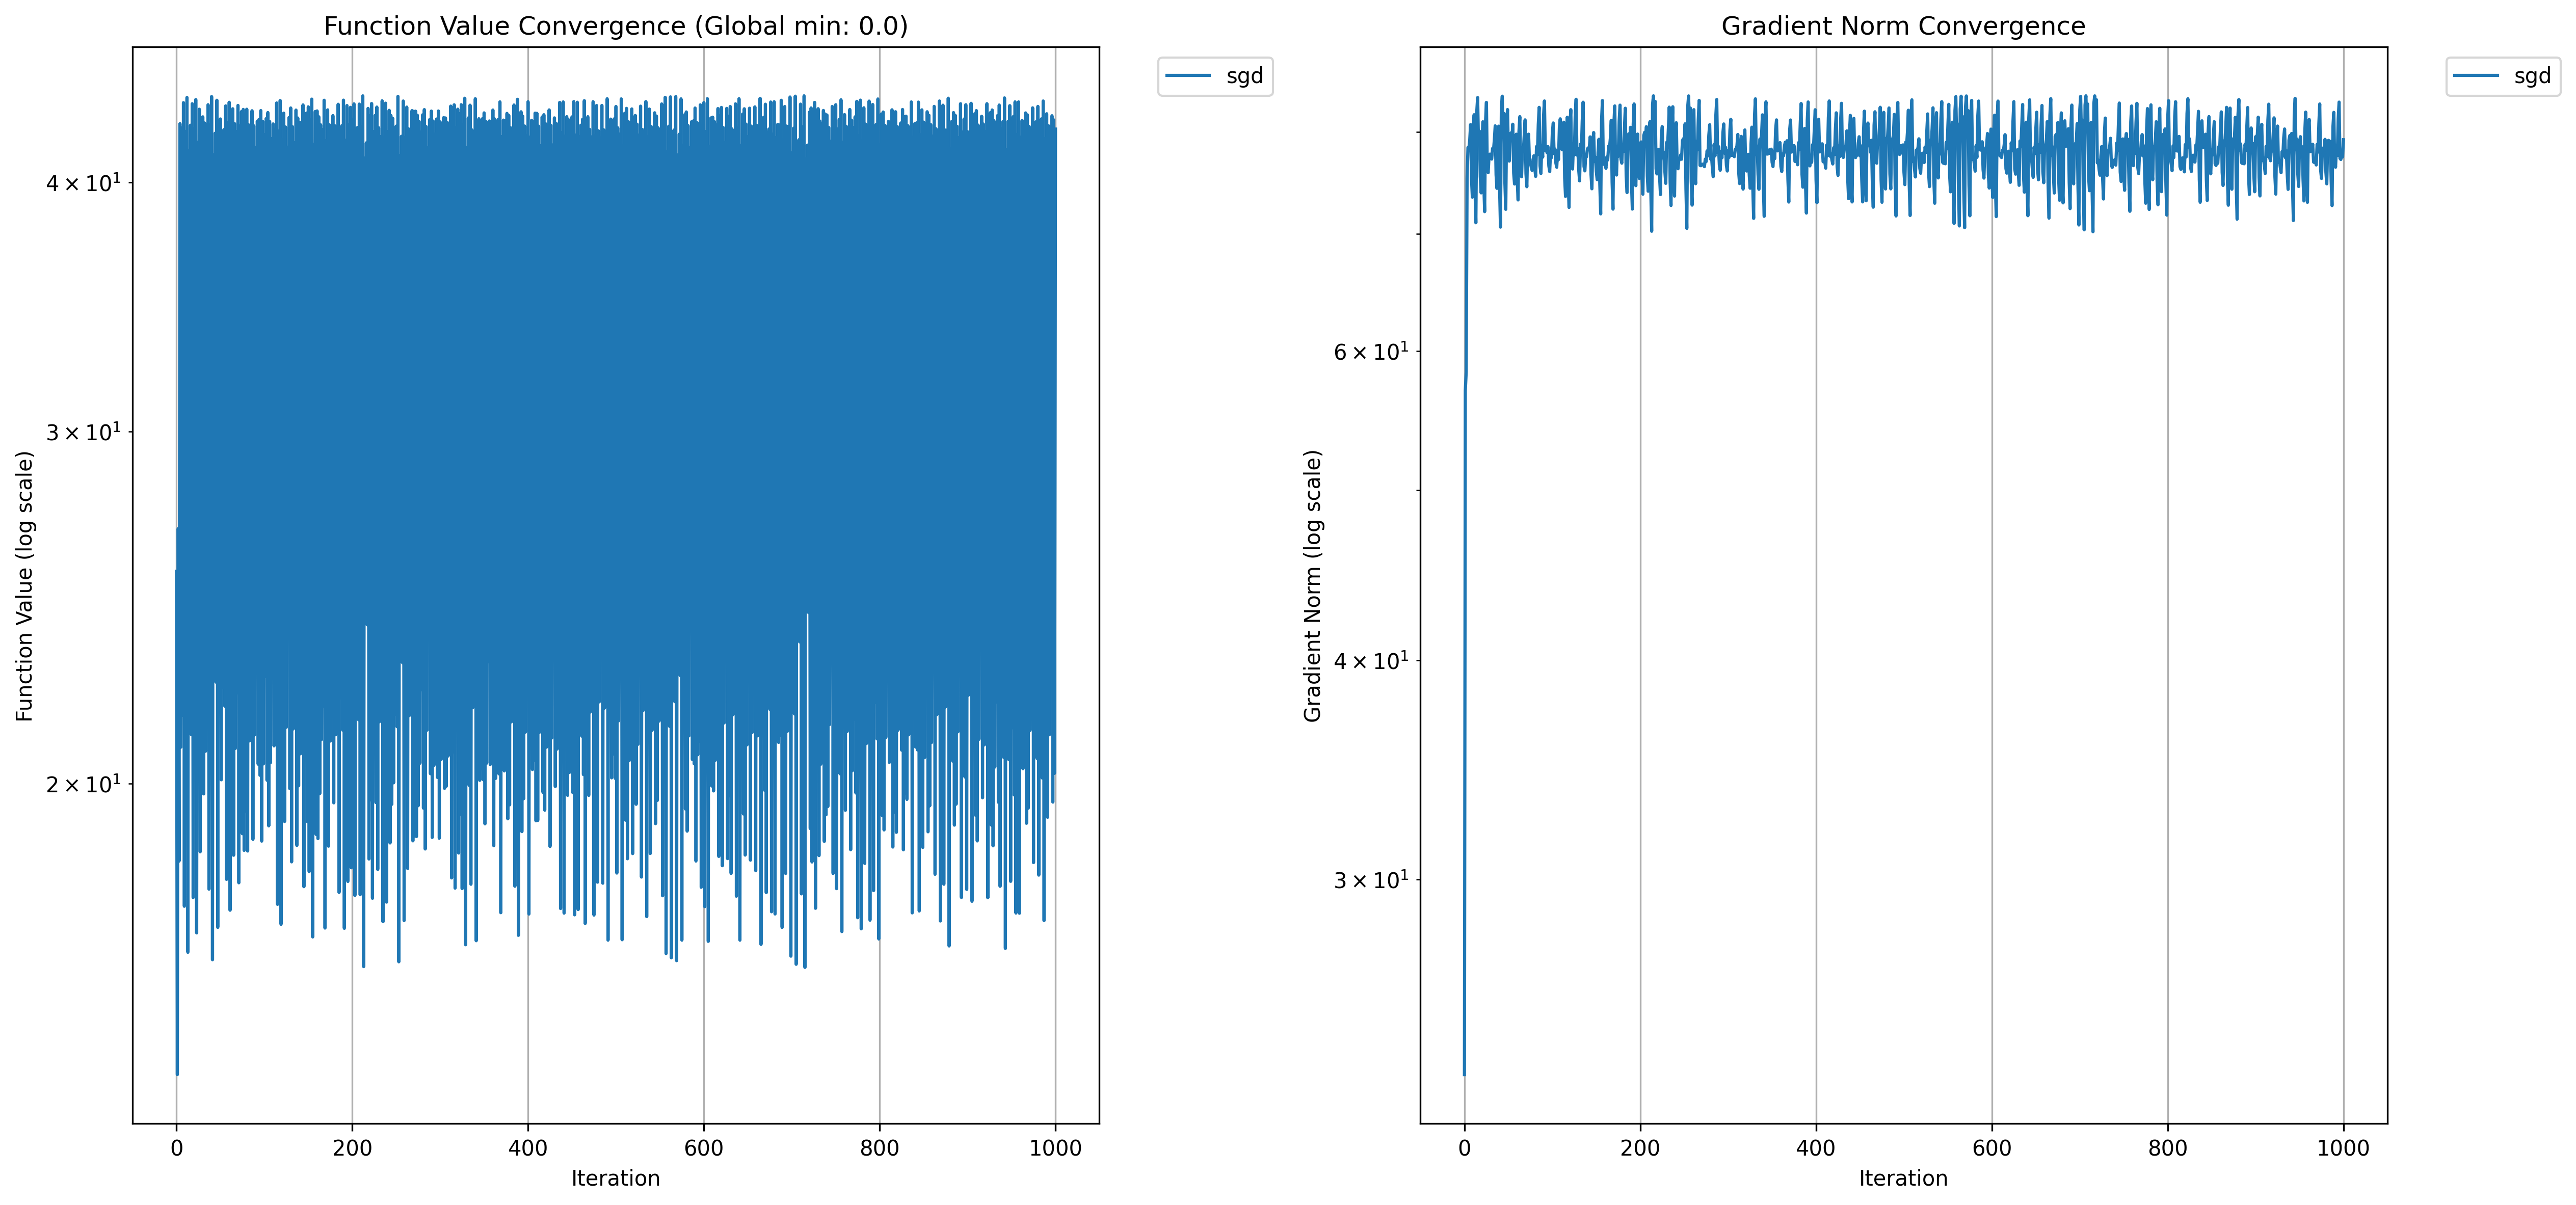 Function Value Convergence (Global min: 0.0)
sgd
4 × 10¹
3 × 10¹
2 × 10¹
Function Value (log scale)
0 200 400 600 800 1000
Iteration
Gradient Norm Convergence
sgd
6 × 10¹
4 × 10¹
3 × 10¹
Gradient Norm (log scale)
0 200 400 600 800 1000
Iteration